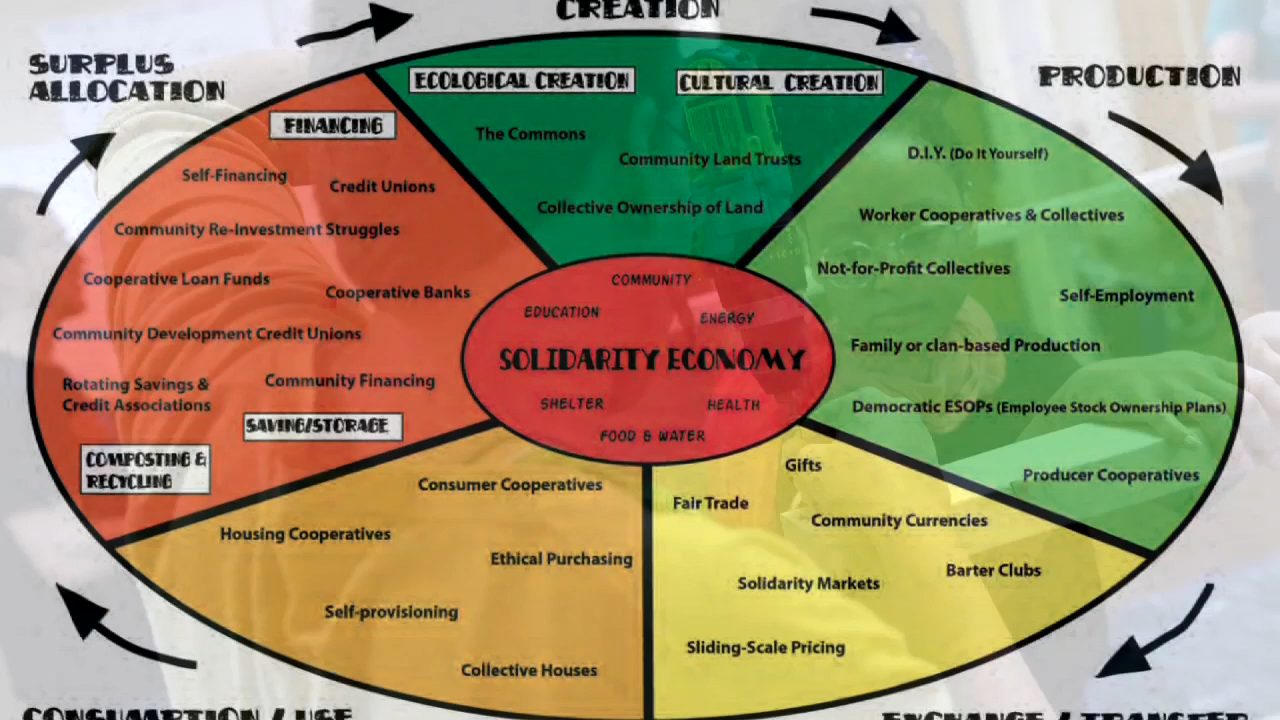 CREATION
SURPLUS
ALLOCATION
PRODUCTION
ECOLOGICAL CREATION
CULTURAL CREATION
The Commons
Community Land Trusts
Collective Ownership of Land
FINANCING
Self-Financing
Credit Unions
Community Re-Investment Struggles
Cooperative Loan Funds
Cooperative Banks
Community Development Credit Unions
Rotating Savings &
Credit Associations
Community Financing
SAVING/STORAGE
COMPOSTING &
RECYCLING
D.I.Y. (Do It Yourself)
Worker Cooperatives & Collectives
Not-for-Profit Collectives
Self-Employment
Family or clan-based Production
Democratic ESOPs (Employee Stock Ownership Plans)
Producer Cooperatives
COMMUNITY
EDUCATION
ENERGY
SOLIDARITY ECONOMY
SHELTER
HEALTH
FOOD & WATER
Consumer Cooperatives
Housing Cooperatives
Ethical Purchasing
Self-provisioning
Collective Houses
Gifts
Fair Trade
Community Currencies
Barter Clubs
Solidarity Markets
Sliding-Scale Pricing
CONSUMPTION / USE
EXCHANGE / TRANSFER